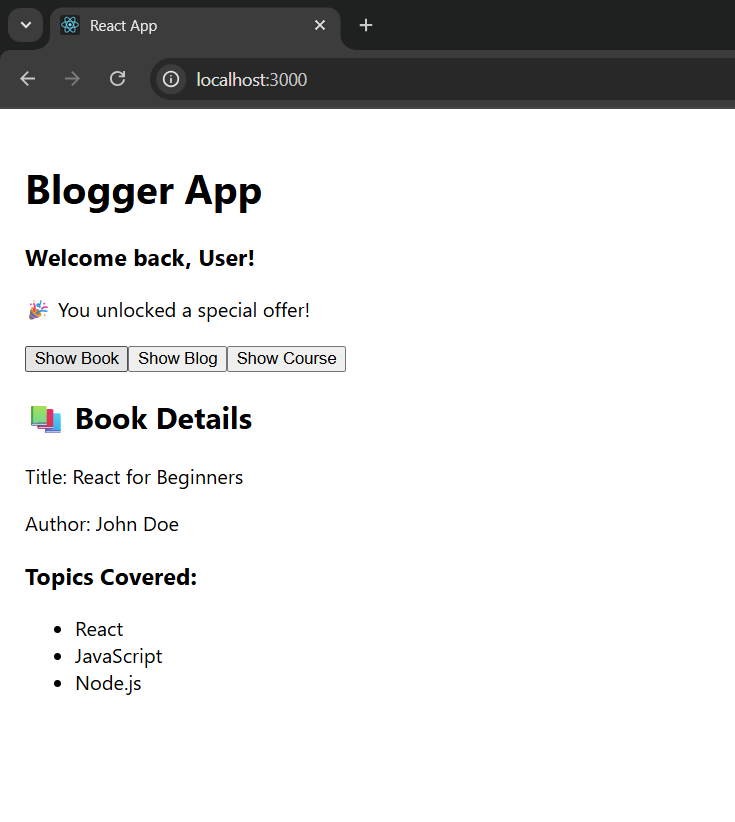 React App
localhost:3000
Blogger App
Welcome back, User!
🎉 You unlocked a special offer!
Show Book Show Blog Show Course
📚 Book Details
Title: React for Beginners
Author: John Doe
Topics Covered:
• React
• JavaScript
• Node.js